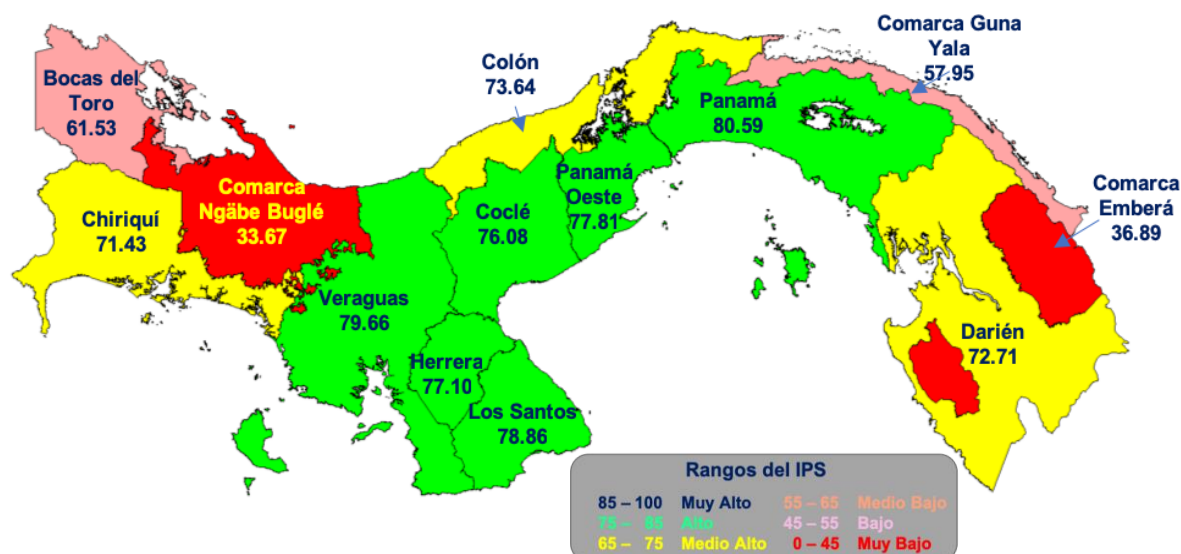 Bocas del
Toro
61.53
Colón
73.64
Comarca Guna
Yala
57.95
Panamá
80.59
Comarca
Ngäbe Buglé
33.67
Chiriquí
71.43
Coclé
76.08
Panamá
Oeste
77.81
Comarca
Emberá
36.89
Veraguas
79.66
Herrera
77.10
Los Santos
78.86
Darién
72.71
Rangos del IPS
85 – 100 Muy Alto
75 – 85 Alto
65 – 75 Medio Alto
55 – 65 Medio Bajo
45 – 55 Bajo
0 – 45 Muy Bajo